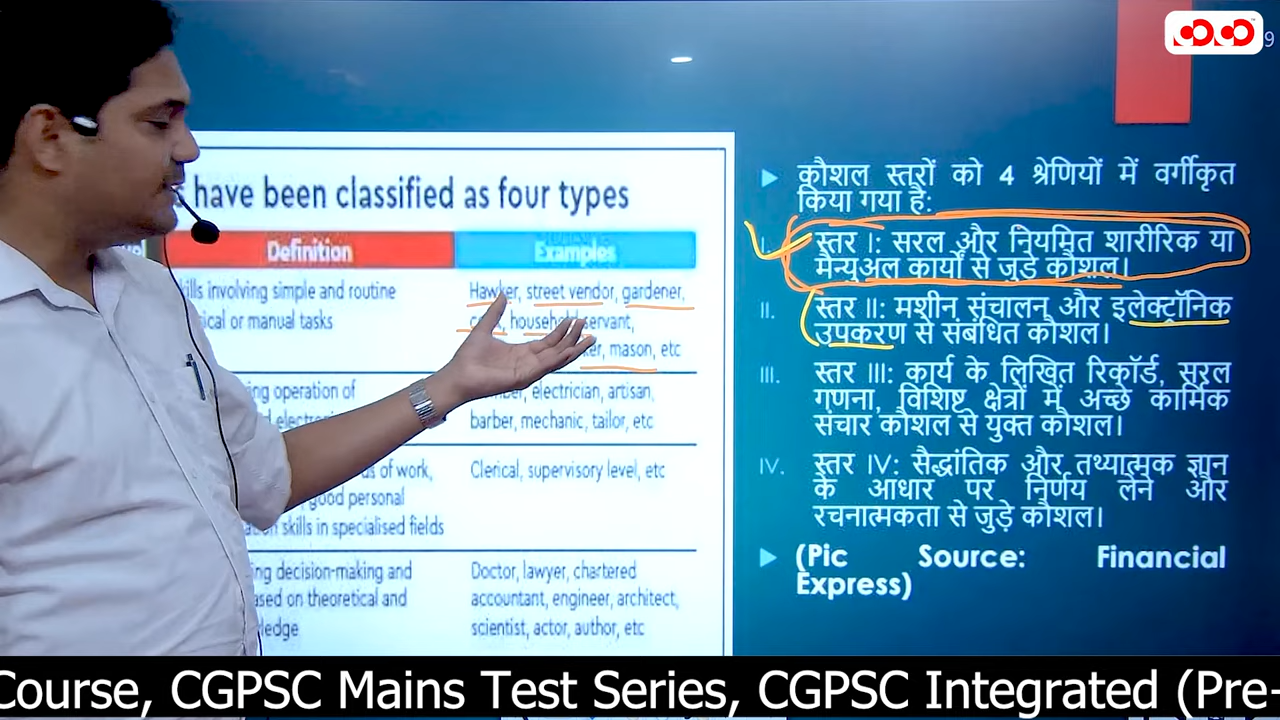 9
have been classified as four types
Definition
Examples
ills involving simple and routine
ical or manual tasks
Hawker, street vendor, gardener,
household servant,
mason, etc
ing operation of
electrician, artisan,
barber, mechanic, tailor, etc
of work,
good personal
skills in specialised fields
Clerical, supervisory level, etc
ing decision-making and
ased on theoretical and
ledge
Doctor, lawyer, chartered
accountant, engineer, architect,
scientist, actor, author, etc
कौशल स्तरों को 4 श्रेणियों में वर्गीकृत
किया गया है:
I. स्तर I: सरल और नियमित शारीरिक या
मैन्युअल कार्यों से जुड़े कौशल।
II. स्तर II: मशीन संचालन और इलेक्ट्रॉनिक
उपकरण से संबंधित कौशल।
III. स्तर III: कार्य के लिखित रिकॉर्ड, सरल
गणना, विशिष्ट क्षेत्रों में अच्छे कार्मिक
संचार कौशल से युक्त कौशल।
IV. स्तर IV: सैद्धांतिक और तथ्यात्मक ज्ञान
के आधार पर निर्णय लेने और
रचनात्मकता से जुड़े कौशल।
(Pic Source: Financial
Express)
Course, CGPSC Mains Test Series, CGPSC Integrated (Pre-